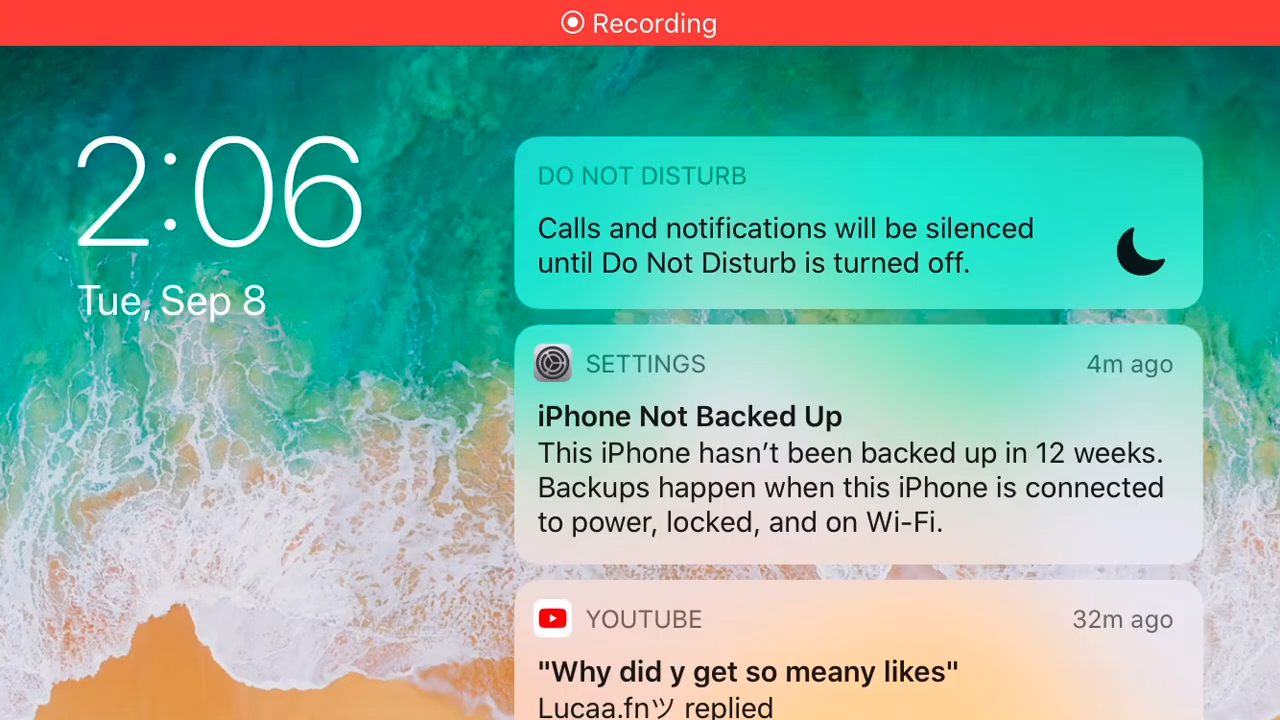 Recording
2:06
Tue, Sep 8
DO NOT DISTURB
Calls and notifications will be silenced
until Do Not Disturb is turned off.
SETTINGS 4m ago
iPhone Not Backed Up
This iPhone hasn’t been backed up in 12 weeks.
Backups happen when this iPhone is connected
to power, locked, and on Wi-Fi.
YOUTUBE 32m ago
"Why did y get so meany likes"
Lucaa.fnツ replied